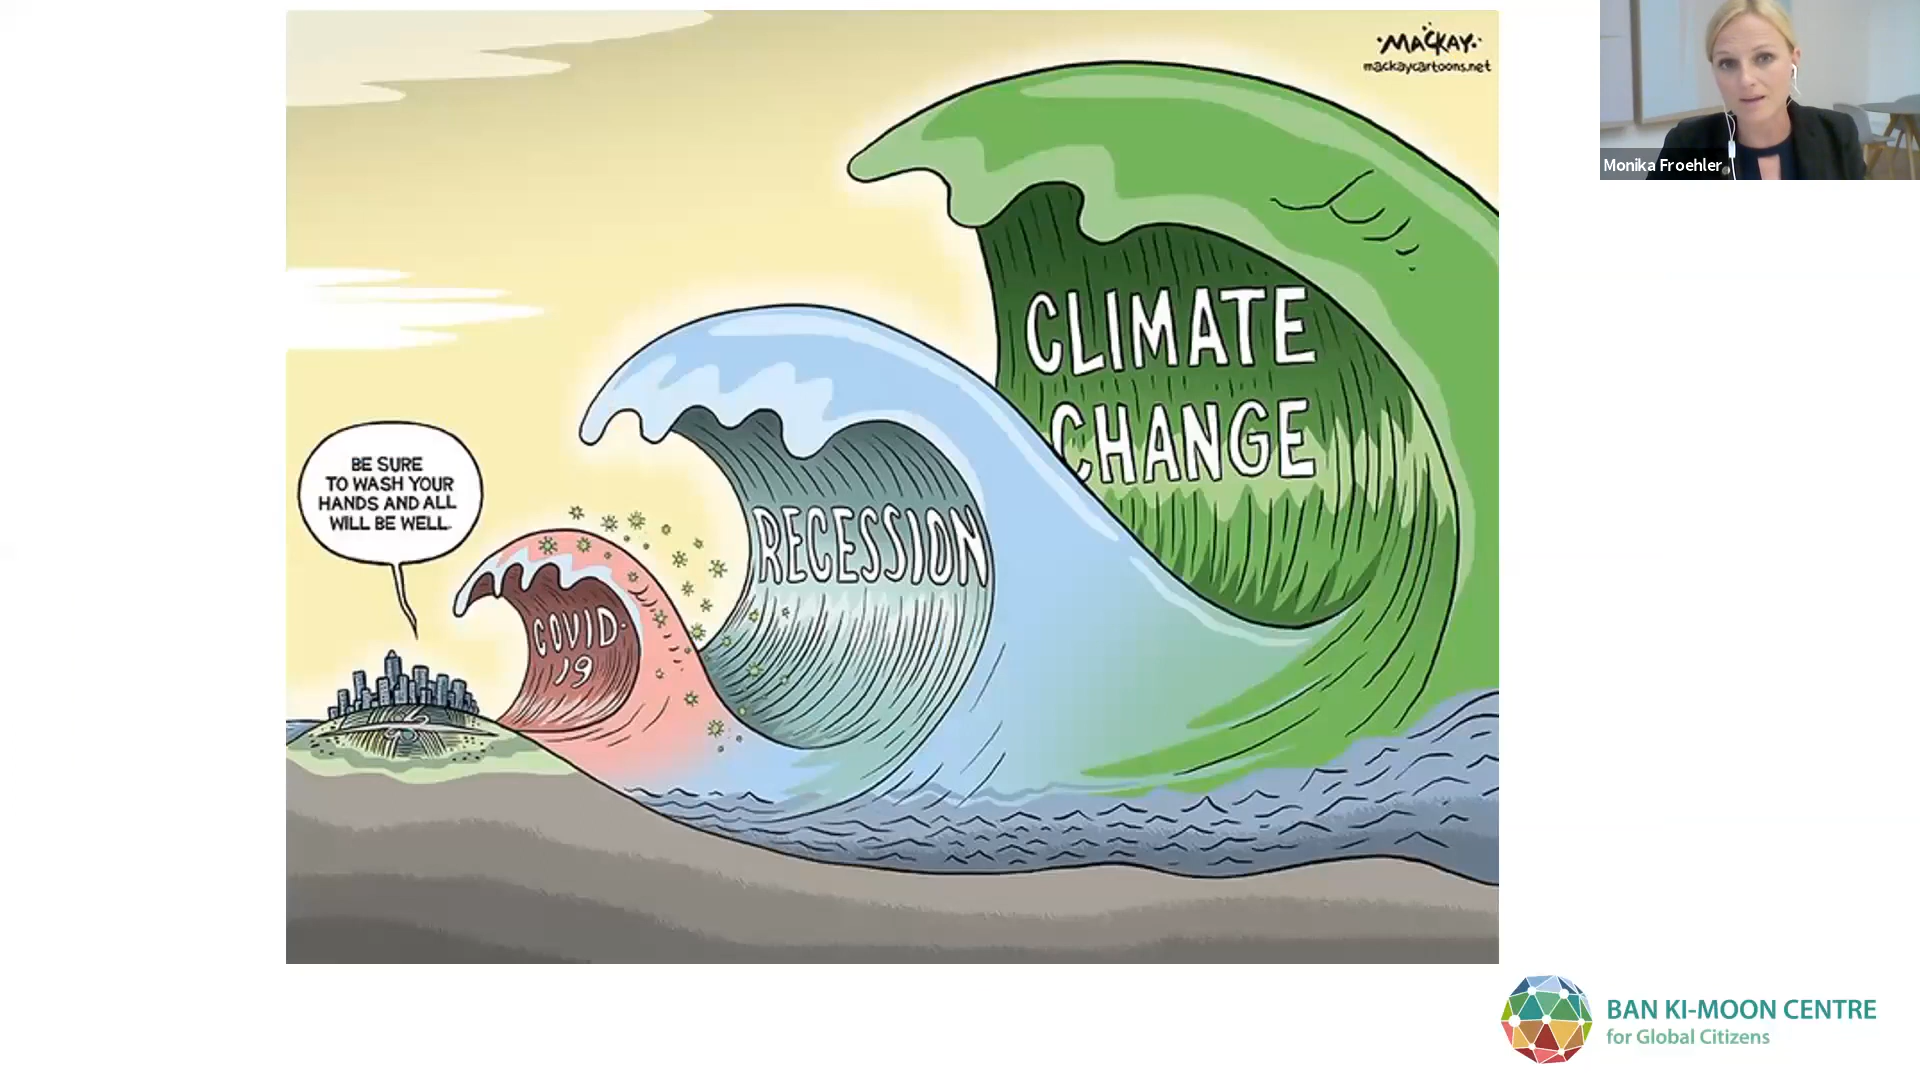 ·MACKAY·
mackaycartoons.net
Monika Froehler
CLIMATE
CHANGE
RECESSION
BE SURE
TO WASH YOUR
HANDS AND ALL
WILL BE WELL.
COVID-
19
BAN KI-MOON CENTRE
for Global Citizens